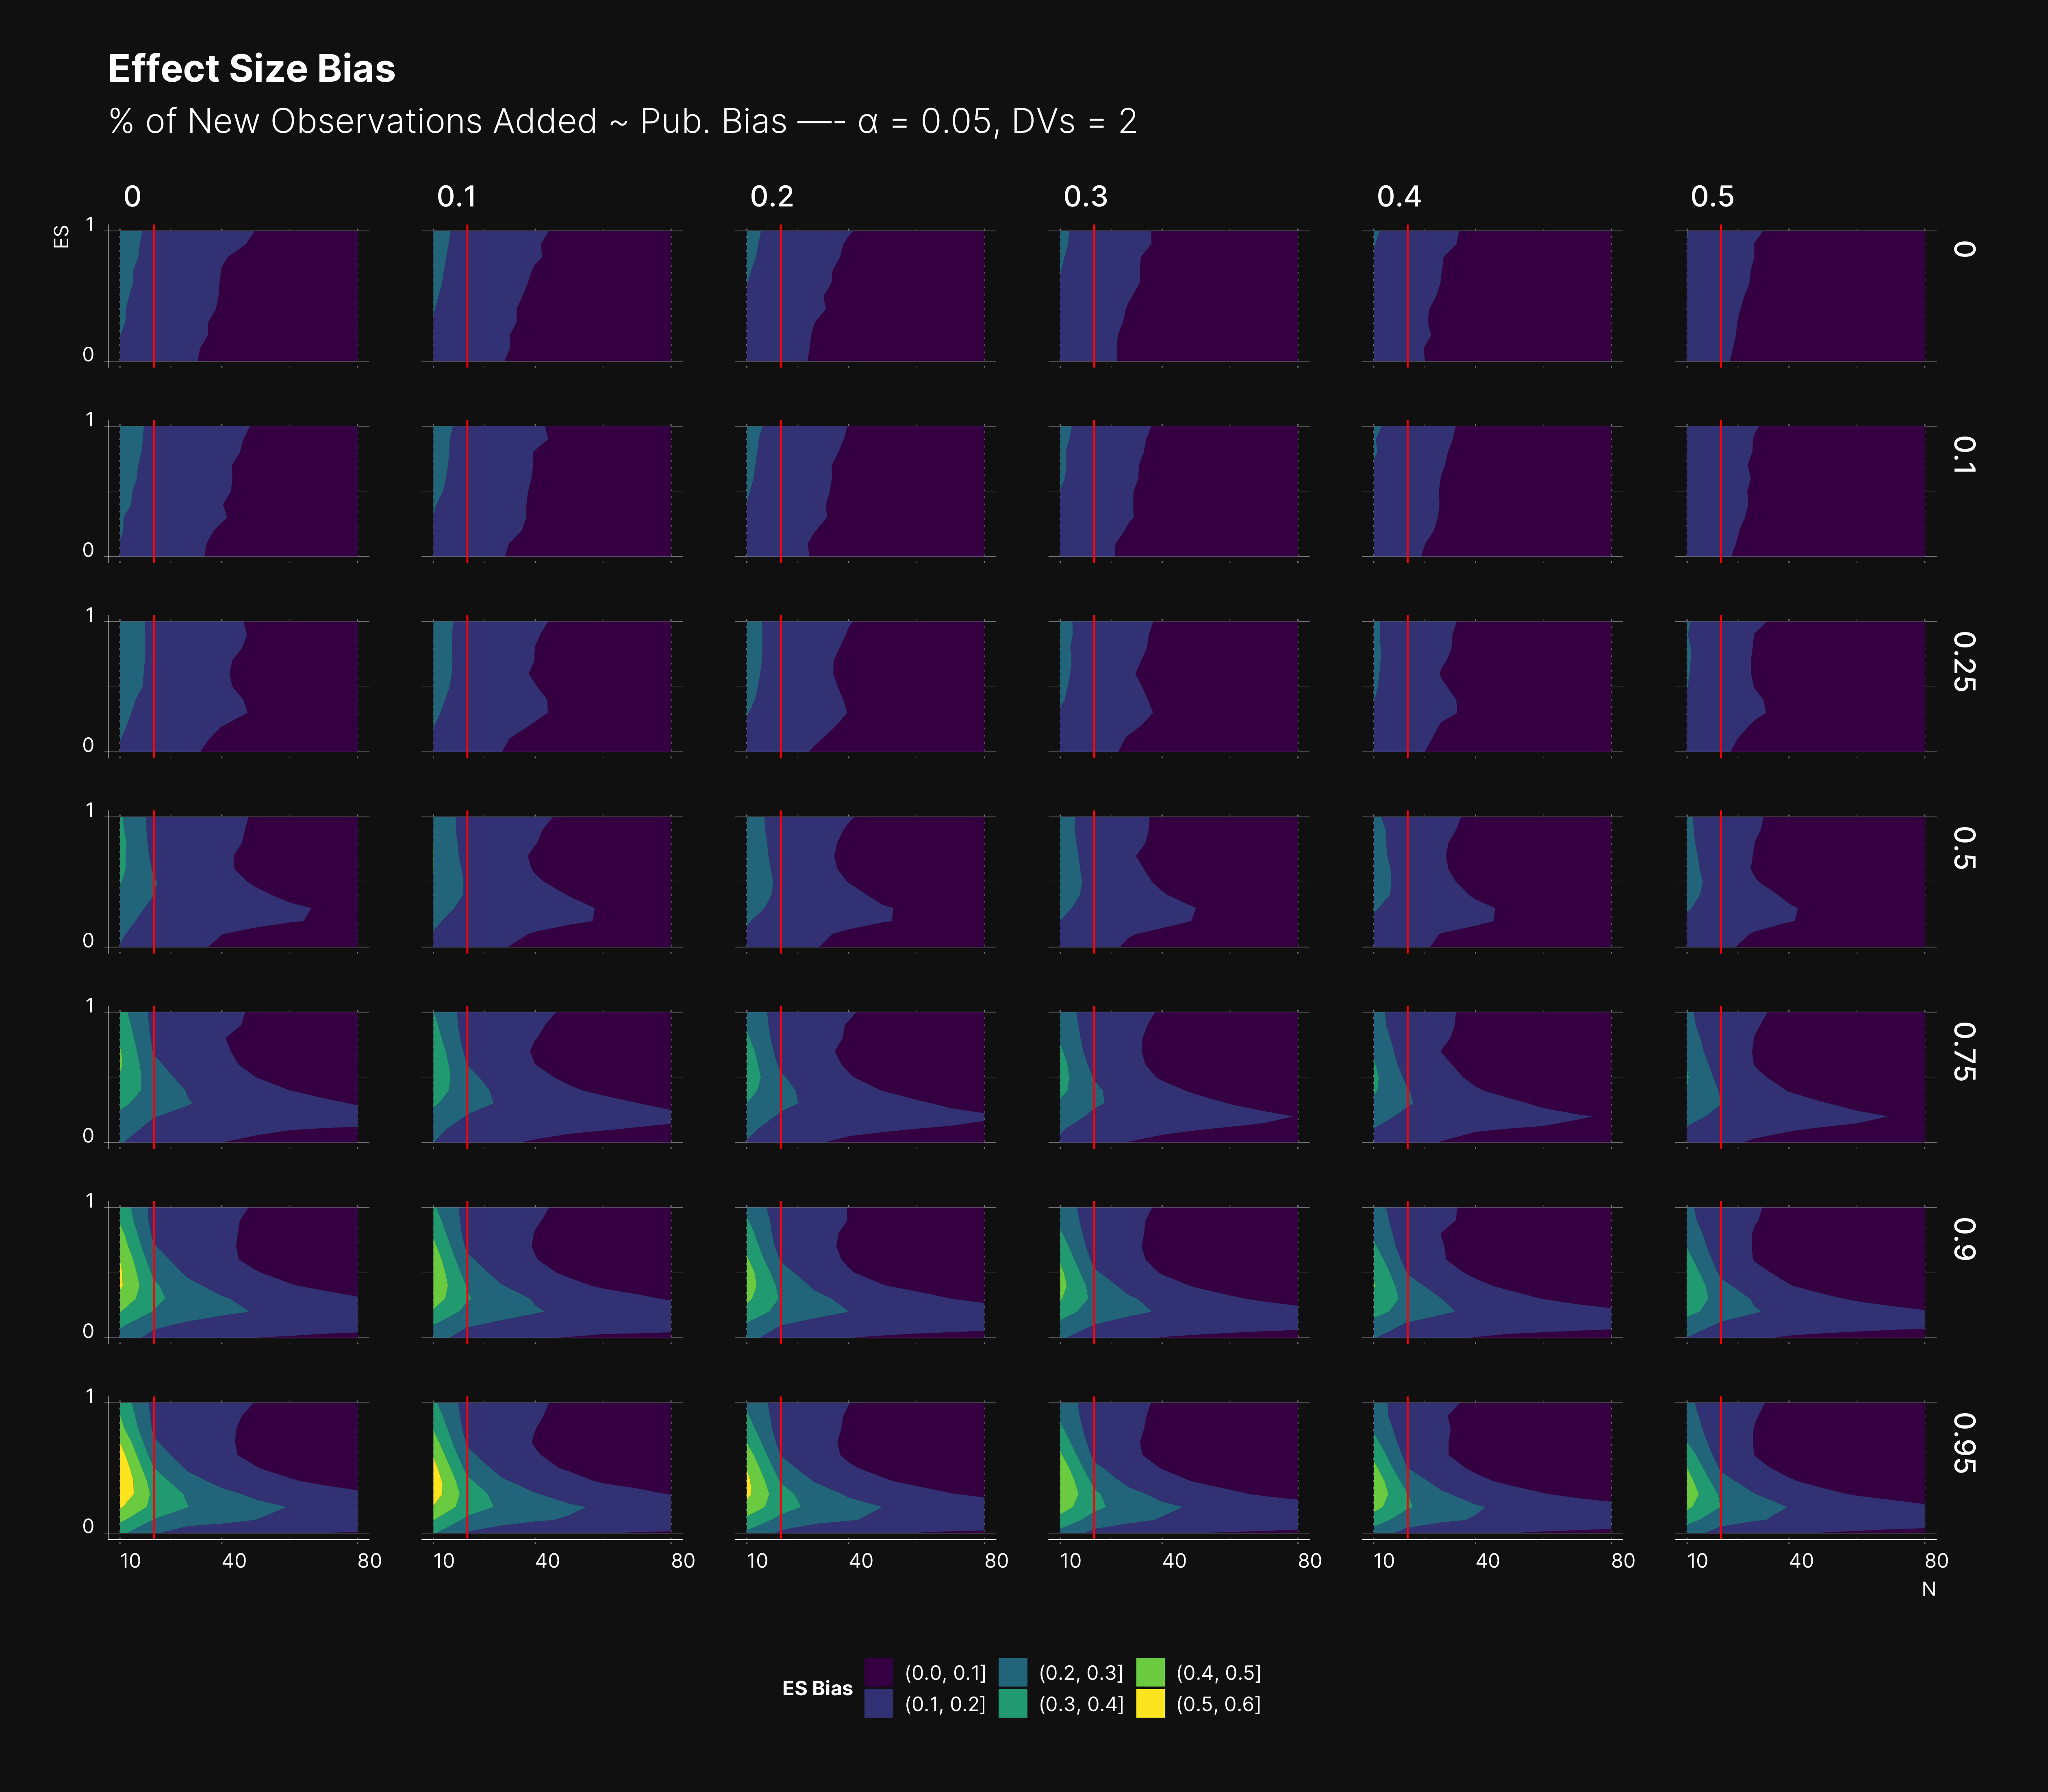 Effect Size Bias
% of New Observations Added ~ Pub. Bias —- α = 0.05, DVs = 2
0 0.1 0.2 0.3 0.4 0.5
ES 1
0
0
1
0.1
0
1
0.25
0
1
0.5
0
1
0.75
0
1
0.9
0
1
0.95
0
10 40 80 10 40 80 10 40 80 10 40 80 10 40 80 10 40 80
N
ES Bias
(0.0, 0.1] (0.2, 0.3] (0.4, 0.5]
(0.1, 0.2] (0.3, 0.4] (0.5, 0.6]